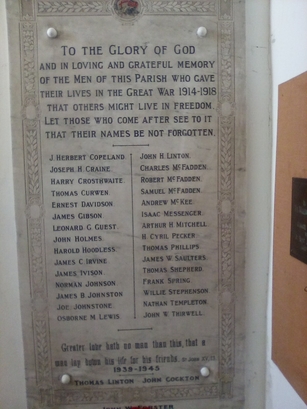 TO THE GLORY OF GOD
AND IN LOVING AND GRATEFUL MEMORY
OF THE MEN OF THIS PARISH WHO GAVE
THEIR LIVES IN THE GREAT WAR 1914-1918
THAT OTHERS MIGHT LIVE IN FREEDOM.
LET THOSE WHO COME AFTER SEE TO IT
THAT THEIR NAMES BE NOT FORGOTTEN.
J. HERBERT COPELAND
JOSEPH H. CRAINE
HARRY CROSTHWAITE
THOMAS CURWEN
ERNEST DAVIDSON
JAMES GIBSON
LEONARD G. GUEST
JOHN HOLMES
HAROLD HOODLESS
JAMES C. IRVINE
JAMES IVISON
NORMAN JOHNSON
JAMES H. JOHNSTON
JOE JOHNSTONE
OSBORNE M. LEWIS
JOHN H. LINTON
CHARLES McFADDEN
ROBERT McFADDEN
SAMUEL McFADDEN
ANDREW McKEE
ISAAC MESSENGER
ARTHUR H. MITCHELL
H. CYRIL PECKER
THOMAS PHILLIPS
JAMES W. SAULTERS
THOMAS SHEPHERD
FRANK SPRING
WILLIE STEPHENSON
NATHAN TEMPLETON
JOHN W. THIRWELL
Greater love hath no man than this, that a
man lay down his life for his friends.
1939-1945
THOMAS LINTON - JOHN COCKTON